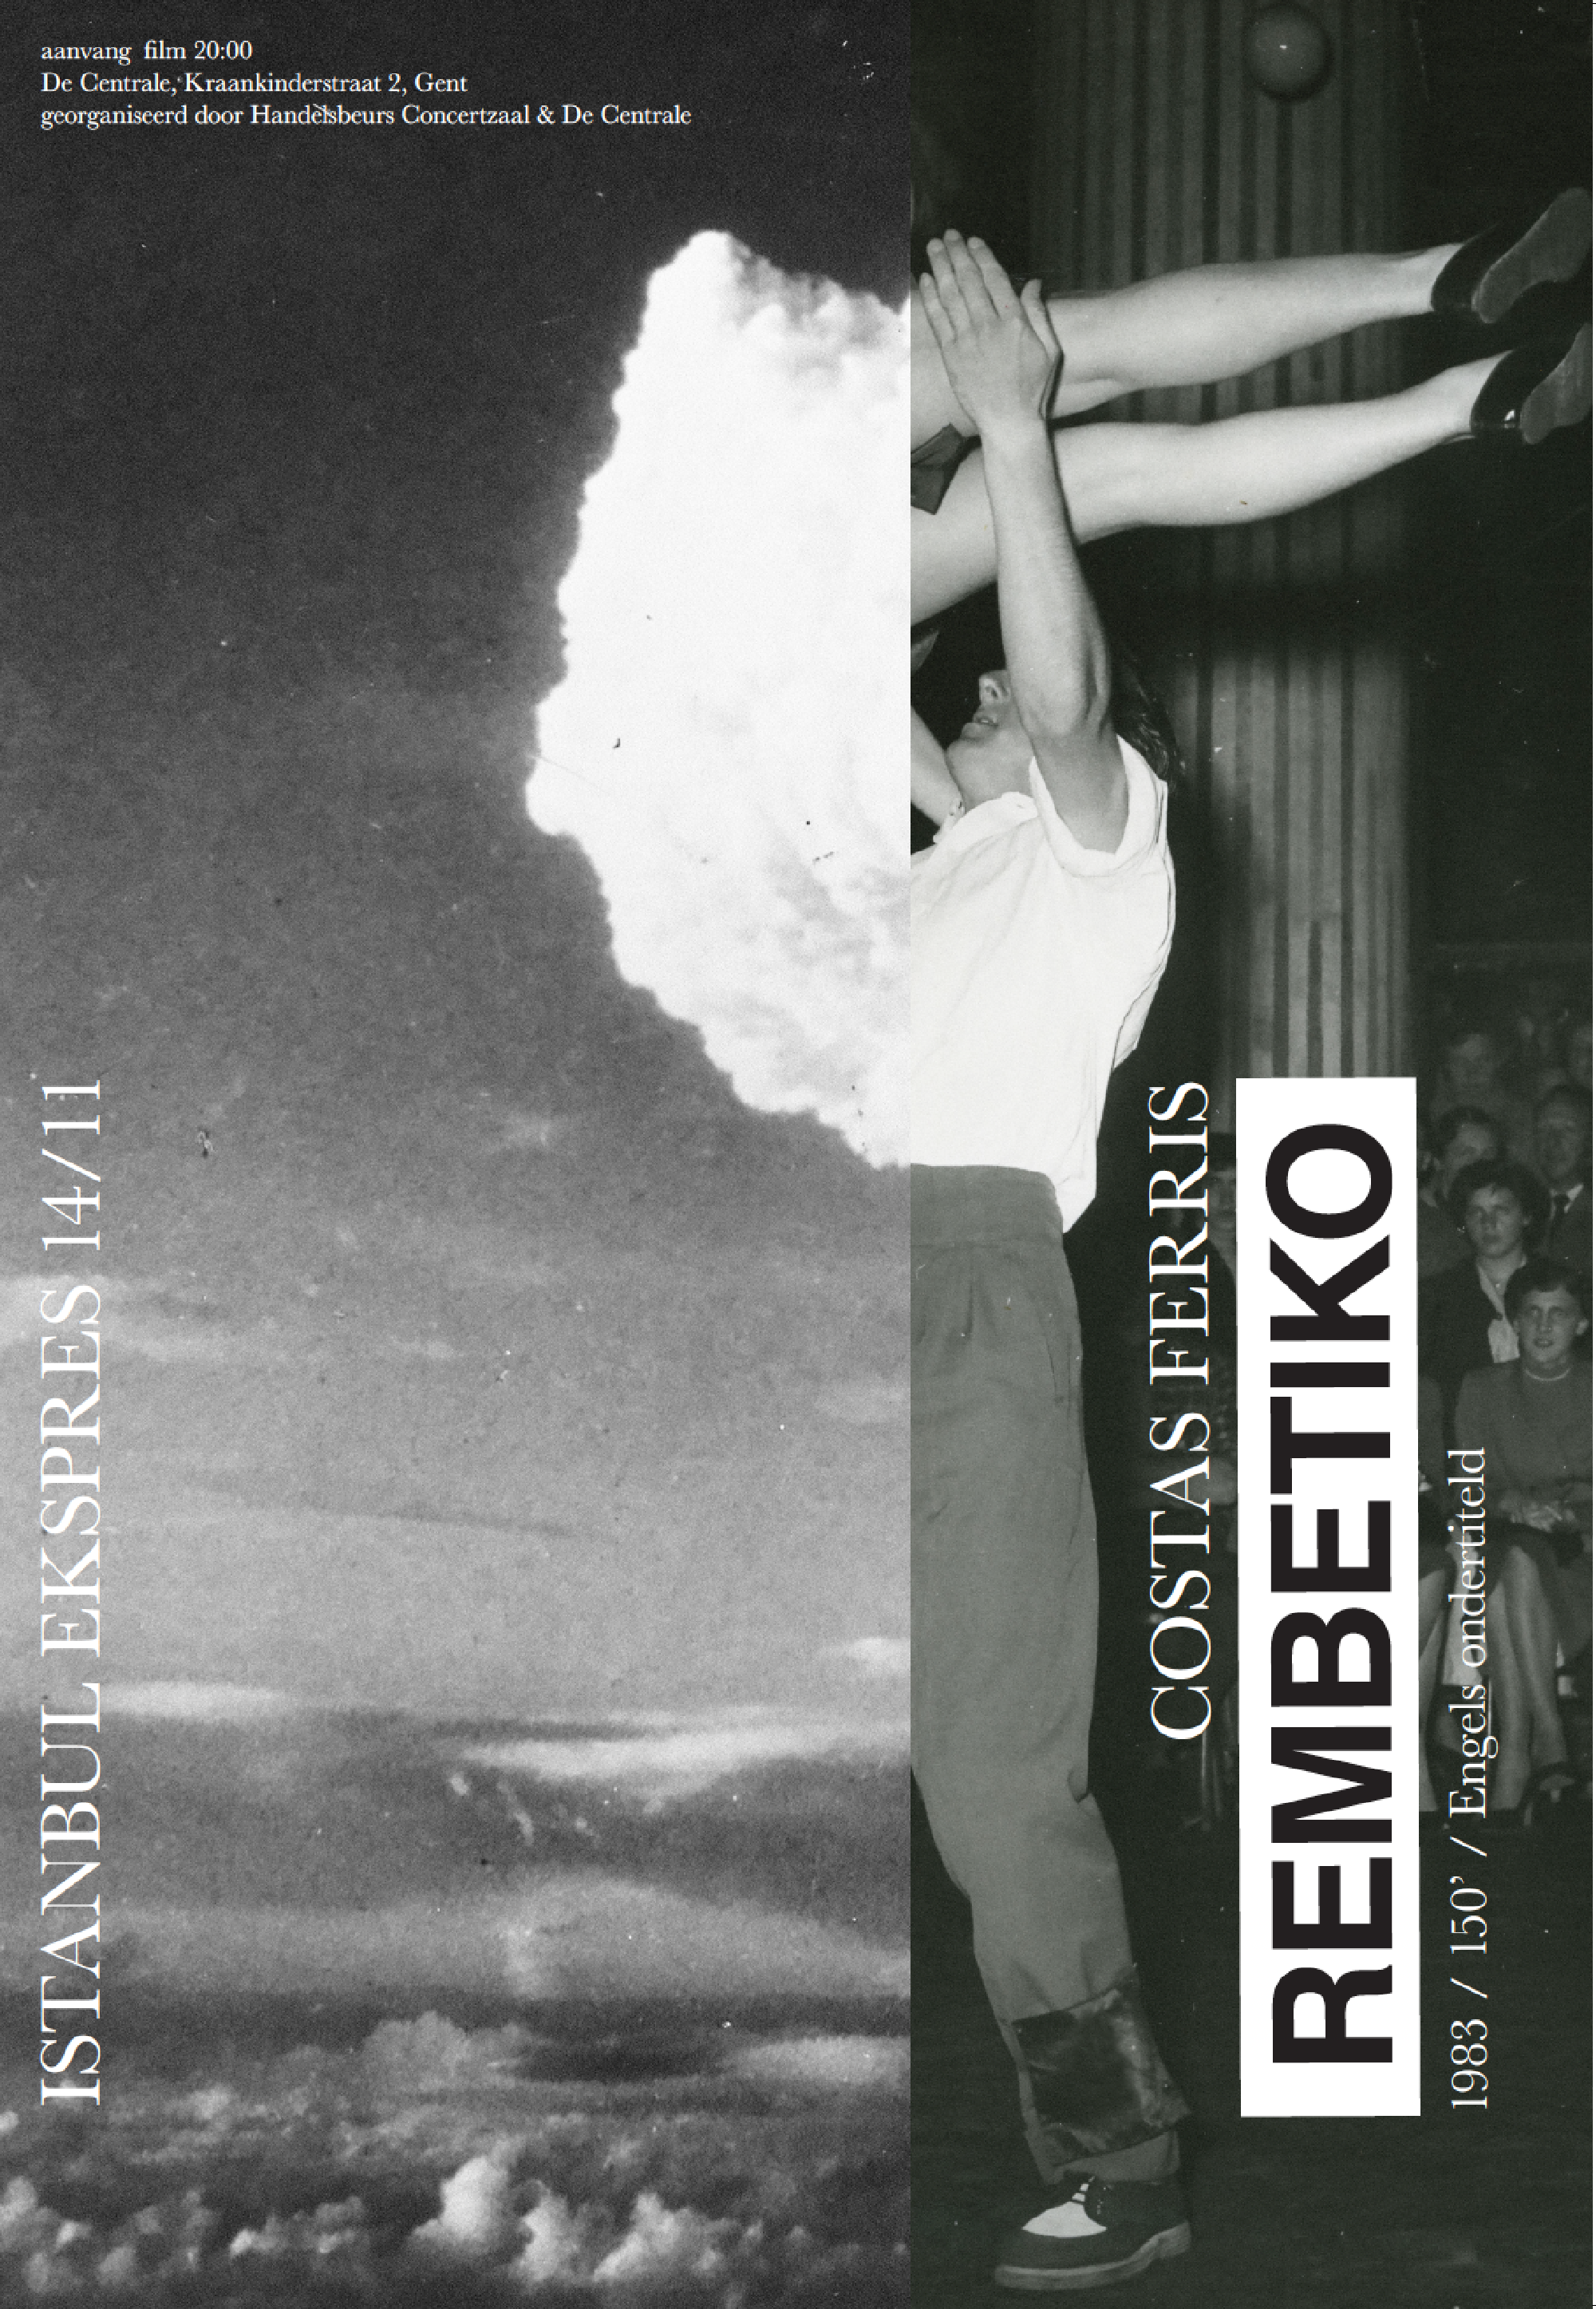 aanvang film 20:00
De Centrale, Kraankinderstraat 2, Gent
georganiseerd door Handelsbeurs Concertzaal & De Centrale
ISTANBUL EKSPRES 14/11
COSTAS FERRIS
REMBETIKO
1983 / 150’ / Engels ondertiteld